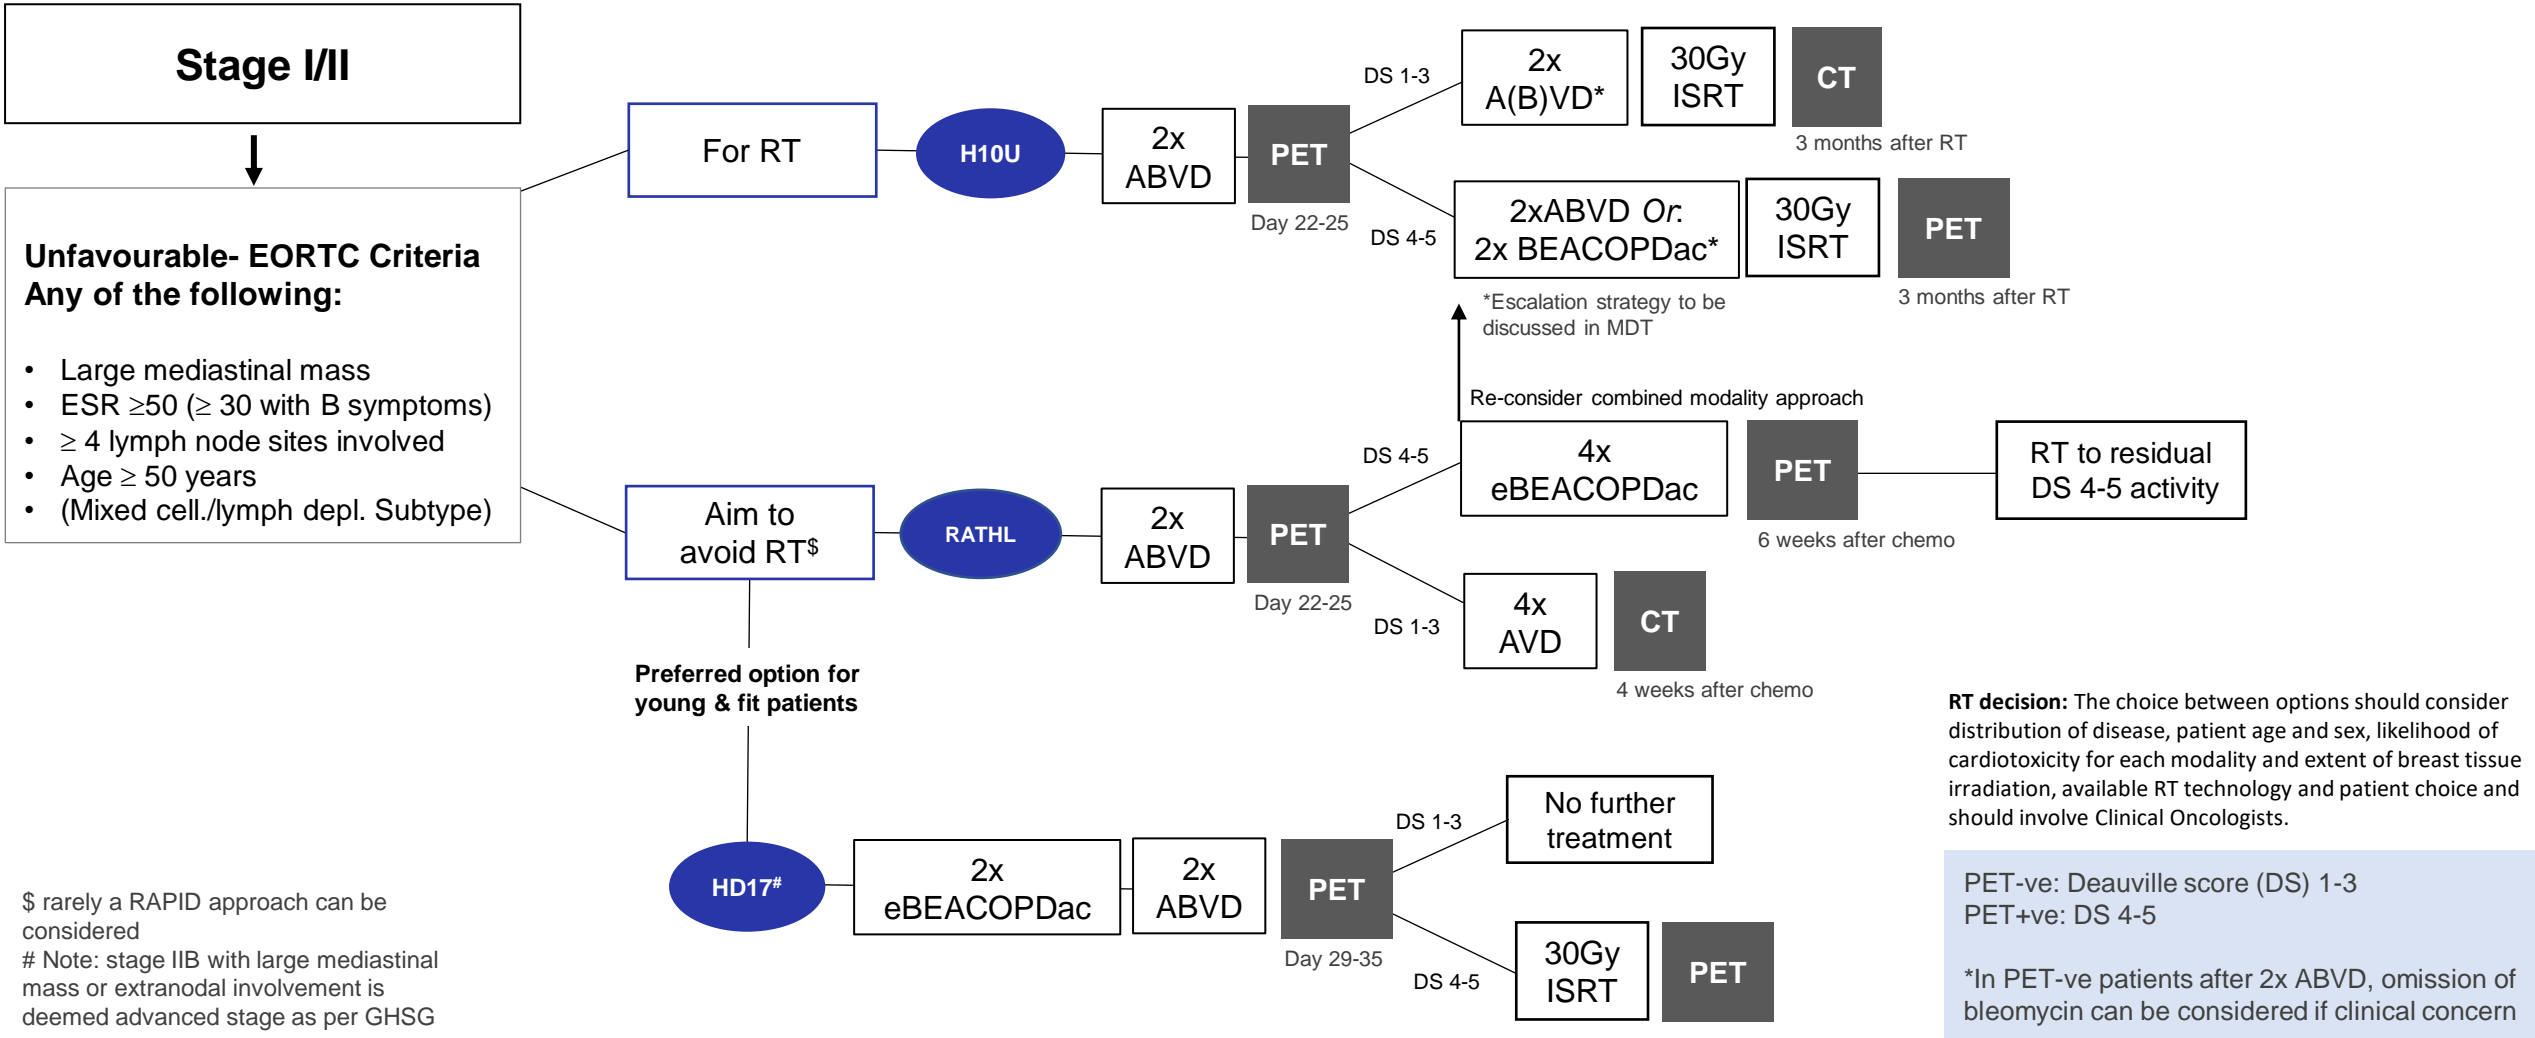 Stage I/II
Unfavourable- EORTC Criteria
Any of the following:
• Large mediastinal mass
• ESR ≥50 (≥ 30 with B symptoms)
• ≥ 4 lymph node sites involved
• Age ≥ 50 years
• (Mixed cell./lymph depl. Subtype)
For RT
H10U
2x
ABVD
PET
Day 22-25
DS 1-3
2x
A(B)VD*
30Gy
ISRT
CT
3 months after RT
DS 4-5
2xABVD Or:
2x BEACOPDac*
30Gy
ISRT
PET
3 months after RT
*Escalation strategy to be
discussed in MDT
Re-consider combined modality approach
Aim to
avoid RT$
RATHL
2x
ABVD
PET
Day 22-25
DS 4-5
4x
eBEACOPDac
PET
6 weeks after chemo
RT to residual
DS 4-5 activity
DS 1-3
4x
AVD
CT
4 weeks after chemo
Preferred option for
young & fit patients
HD17#
2x
eBEACOPDac
2x
ABVD
PET
Day 29-35
DS 1-3
No further
treatment
DS 4-5
30Gy
ISRT
PET
RT decision: The choice between options should consider
distribution of disease, patient age and sex, likelihood of
cardiotoxicity for each modality and extent of breast tissue
irradiation, available RT technology and patient choice and
should involve Clinical Oncologists.
PET-ve: Deauville score (DS) 1-3
PET+ve: DS 4-5
*In PET-ve patients after 2x ABVD, omission of
bleomycin can be considered if clinical concern
$ rarely a RAPID approach can be
considered
# Note: stage IIB with large mediastinal
mass or extranodal involvement is
deemed advanced stage as per GHSG